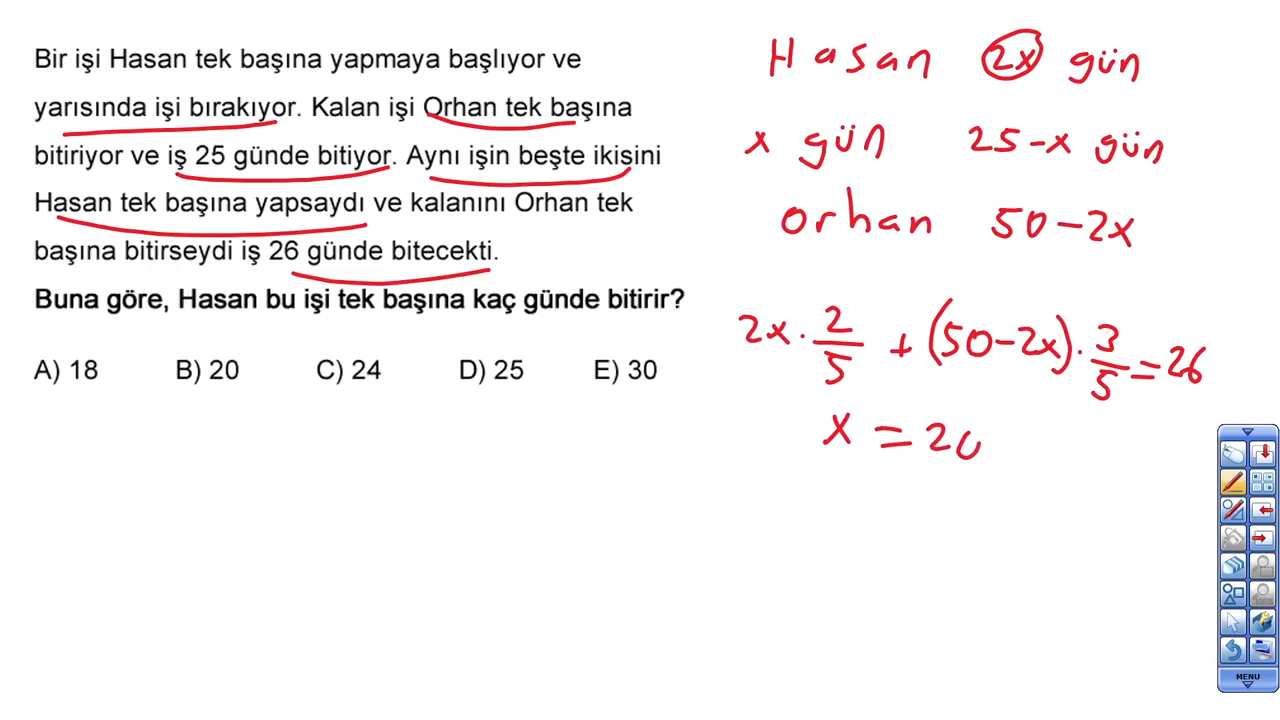 Bir işi Hasan tek başına yapmaya başlıyor ve
yarısında işi bırakıyor. Kalan işi Orhan tek başına
bitiriyor ve iş 25 günde bitiyor. Aynı işin beşte ikisini
Hasan tek başına yapsaydı ve kalanını Orhan tek
başına bitirseydi iş 26 günde bitecekti.
Buna göre, Hasan bu işi tek başına kaç günde bitirir?
A) 18 B) 20 C) 24 D) 25 E) 30
Hasan 2x gün
x gün 25-x gün
Orhan 50-2x
2x · 2/5 + (50-2x) · 3/5 = 26
x = 20
MENU